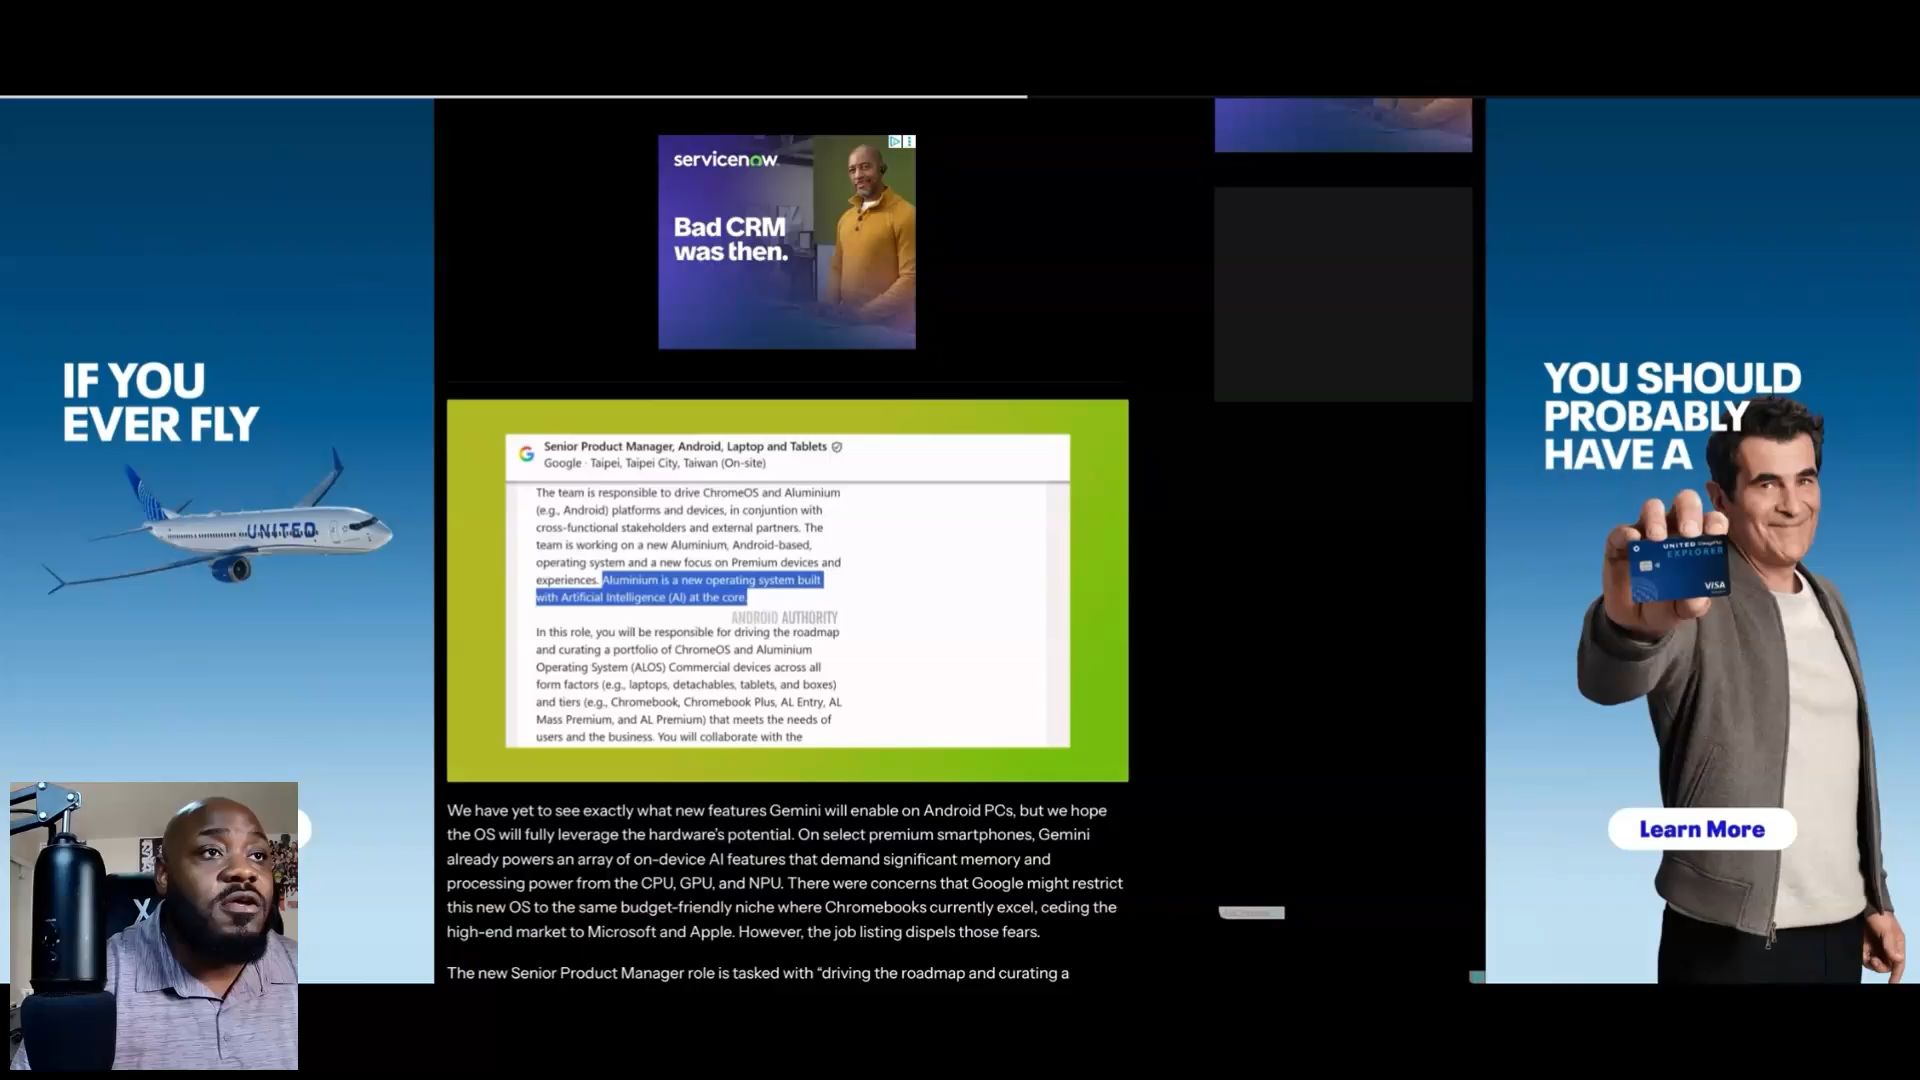 servicenow
Bad CRM
was then.
IF YOU
EVER FLY
UNITED
Senior Product Manager, Android, Laptop and Tablets
Google · Taipei, Taipei City, Taiwan (On-site)
The team is responsible to drive ChromeOS and Aluminium
(e.g., Android) platforms and devices, in conjuntion with
cross-functional stakeholders and external partners. The
team is working on a new Aluminium, Android-based,
operating system and a new focus on Premium devices and
experiences. Aluminium is a new operating system built
with Artificial Intelligence (AI) at the core.
ANDROID AUTHORITY
In this role, you will be responsible for driving the roadmap
and curating a portfolio of ChromeOS and Aluminium
Operating System (ALOS) Commercial devices across all
form factors (e.g., laptops, detachables, tablets, and boxes)
and tiers (e.g., Chromebook, Chromebook Plus, AL Entry, AL
Mass Premium, and AL Premium) that meets the needs of
users and the business. You will collaborate with the
We have yet to see exactly what new features Gemini will enable on Android PCs, but we hope
the OS will fully leverage the hardware's potential. On select premium smartphones, Gemini
already powers an array of on-device AI features that demand significant memory and
processing power from the CPU, GPU, and NPU. There were concerns that Google might restrict
this new OS to the same budget-friendly niche where Chromebooks currently excel, ceding the
high-end market to Microsoft and Apple. However, the job listing dispels those fears.
The new Senior Product Manager role is tasked with “driving the roadmap and curating a
YOU SHOULD
PROBABLY
HAVE A
UNITED
EXPLORER
VISA
Learn More